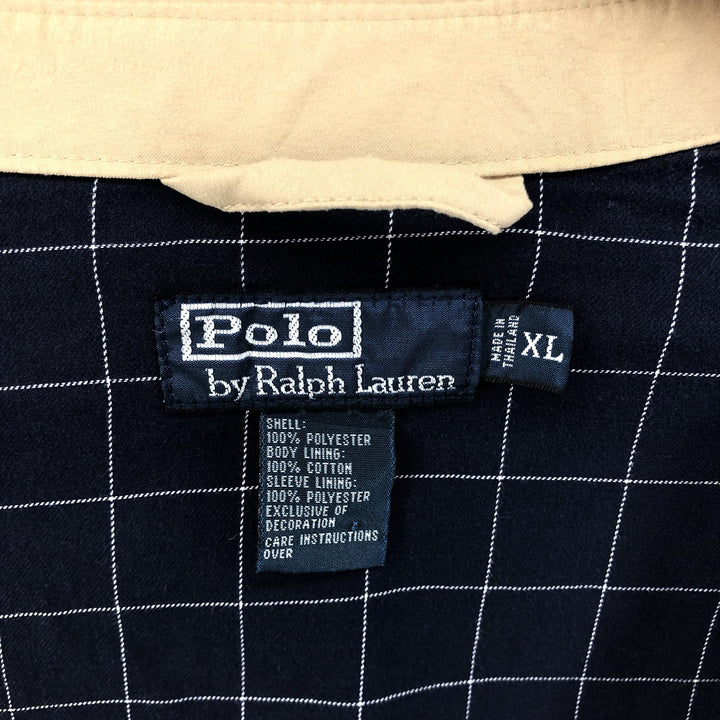 Polo
by Ralph Lauren
MADE IN
THAILAND
XL
SHELL:
100% POLYESTER
BODY LINING:
100% COTTON
SLEEVE LINING:
100% POLYESTER
EXCLUSIVE OF
DECORATION
CARE INSTRUCTIONS
OVER